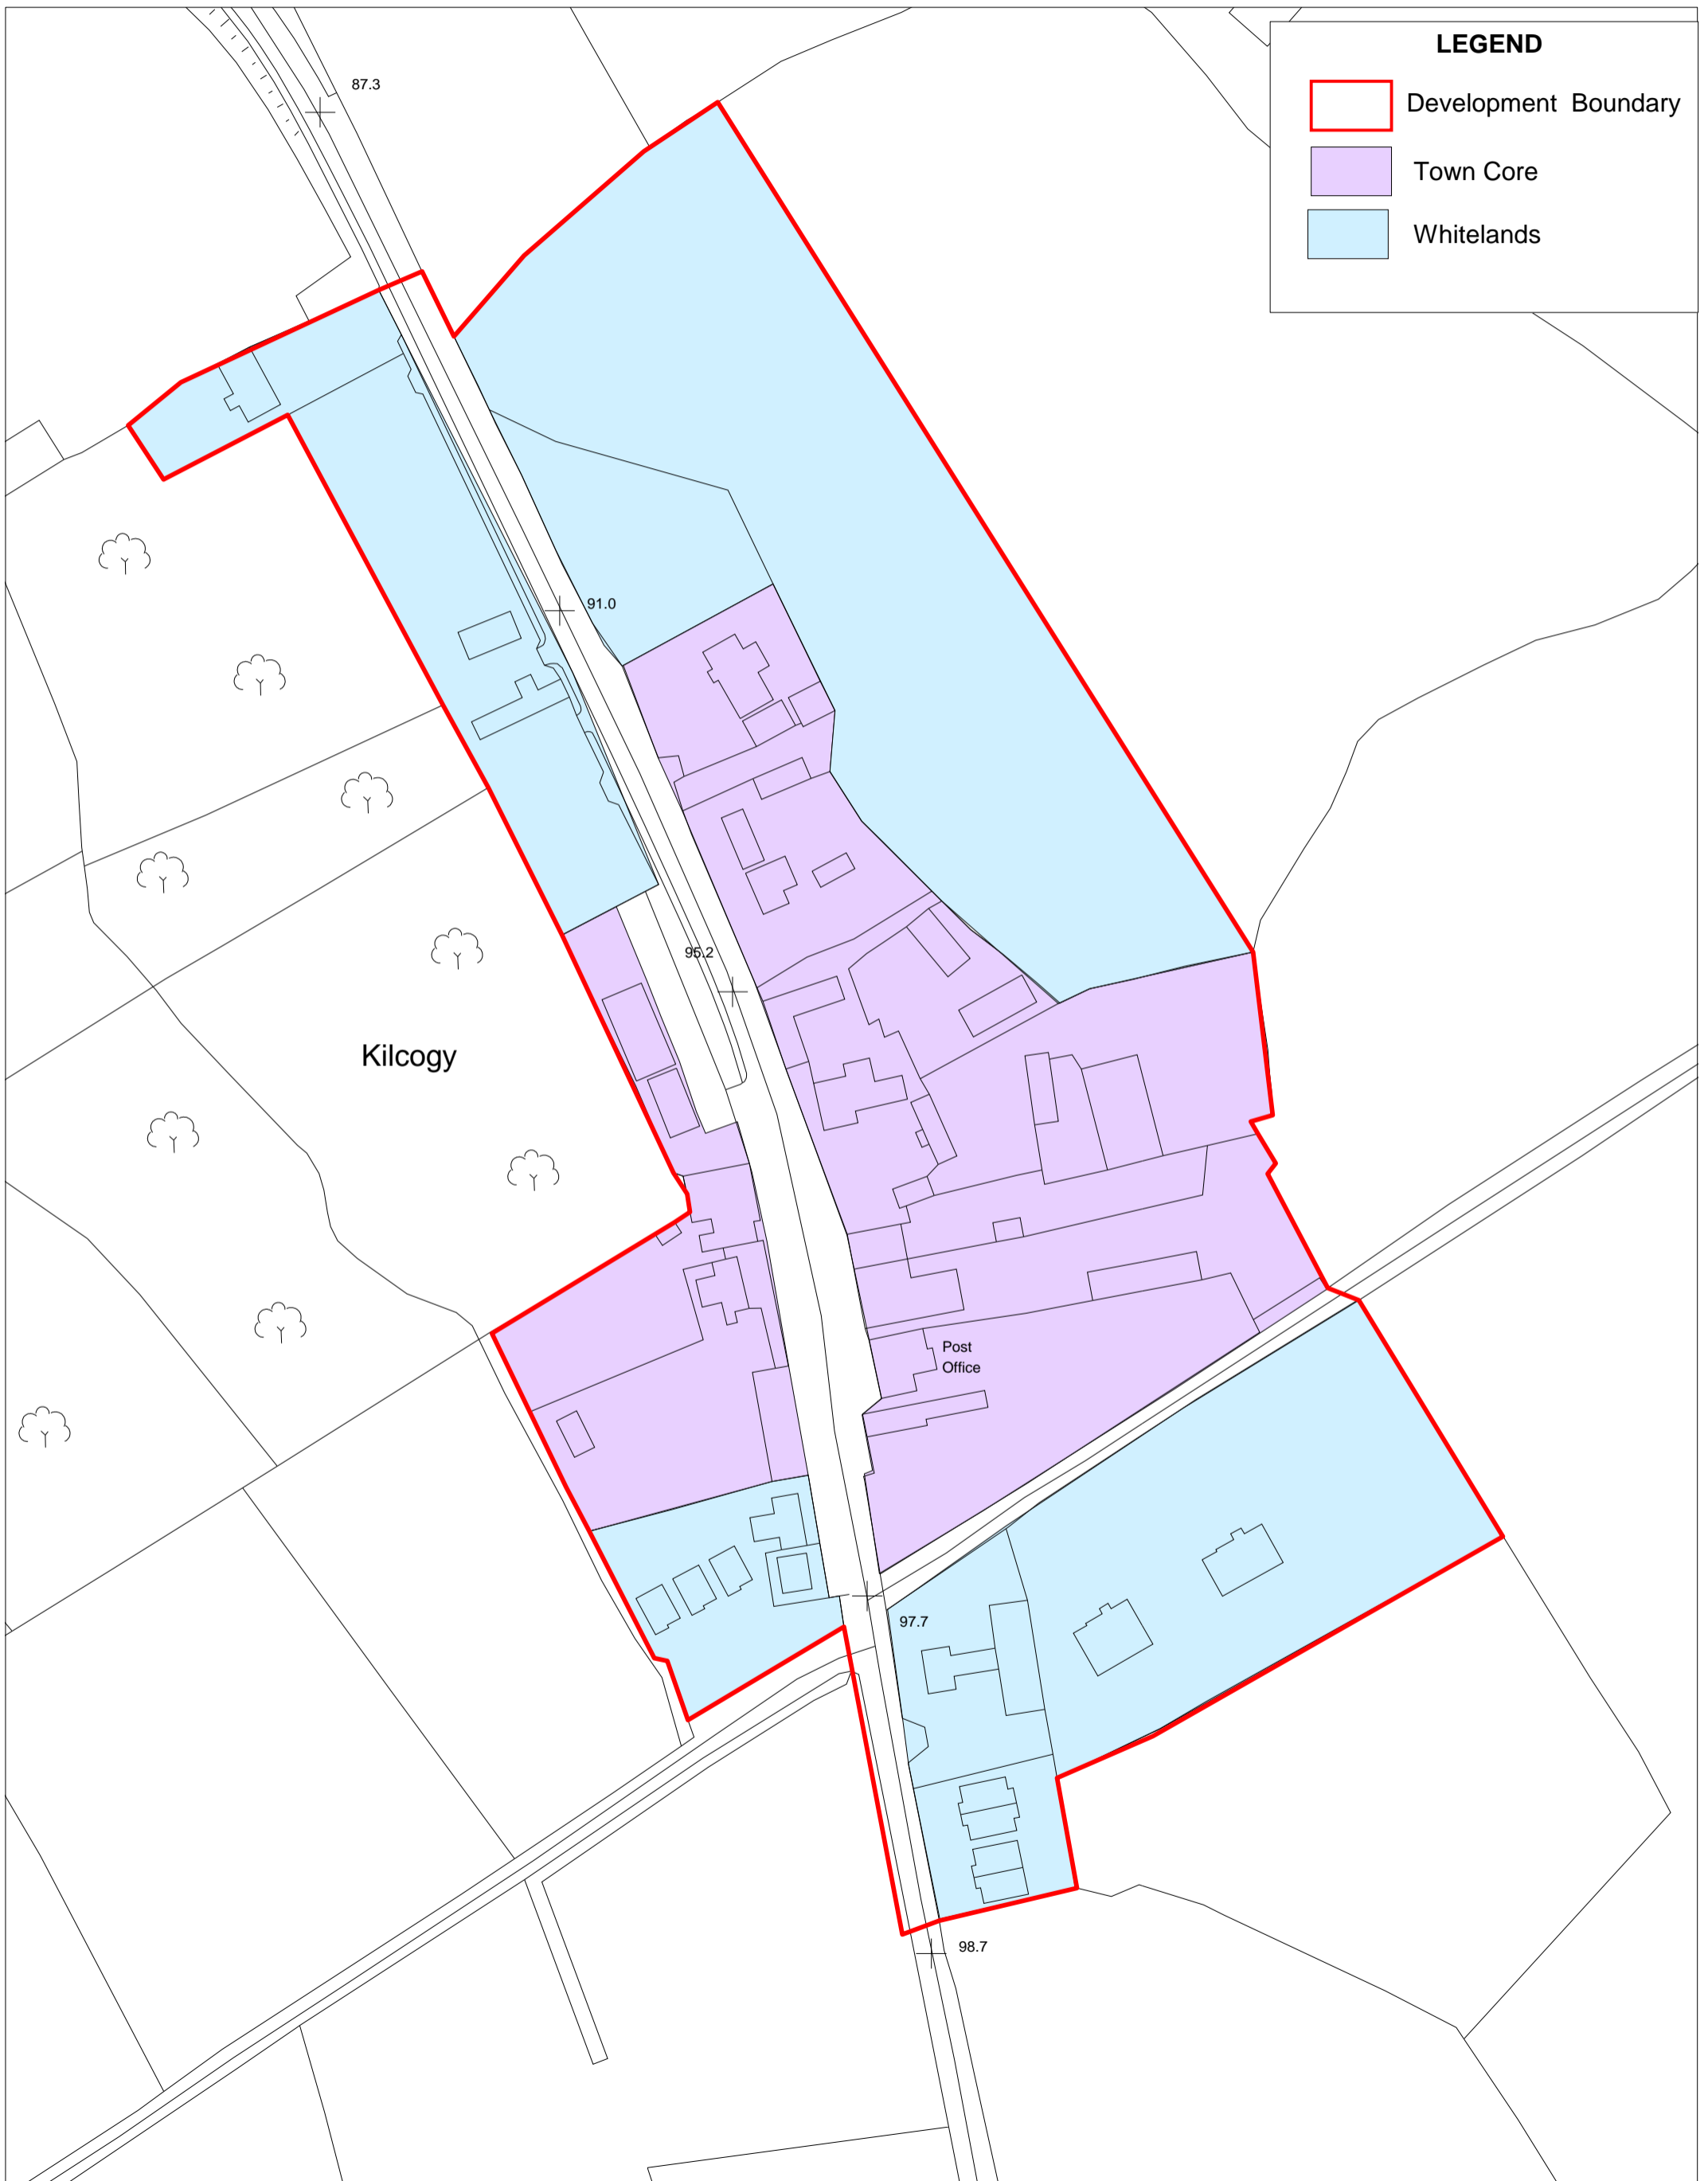 LEGEND
Development Boundary
Town Core
Whitelands
87.3
91.0
95.2
Kilcogy
Post
Office
97.7
98.7